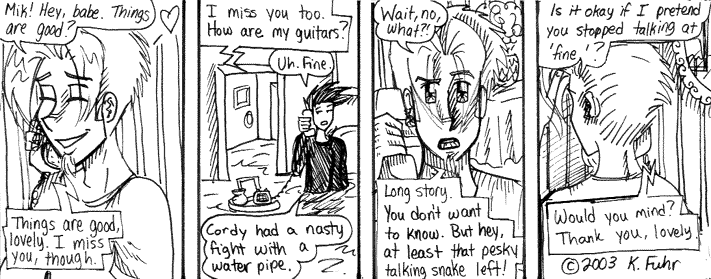 Mik! Hey, babe. Things
are good?
Things are good,
lovely. I miss
you, though.
I miss you too.
How are my guitars?
Uh. Fine.
Cordy had a nasty
fight with a
water pipe.
Wait, no,
what?!
Long story.
You don't want
to know. But hey,
at least that pesky
talking snake left!
Is it okay if I pretend
you stopped talking at
'fine'?
Would you mind?
Thank you, lovely.
© 2003 K. Fuhr